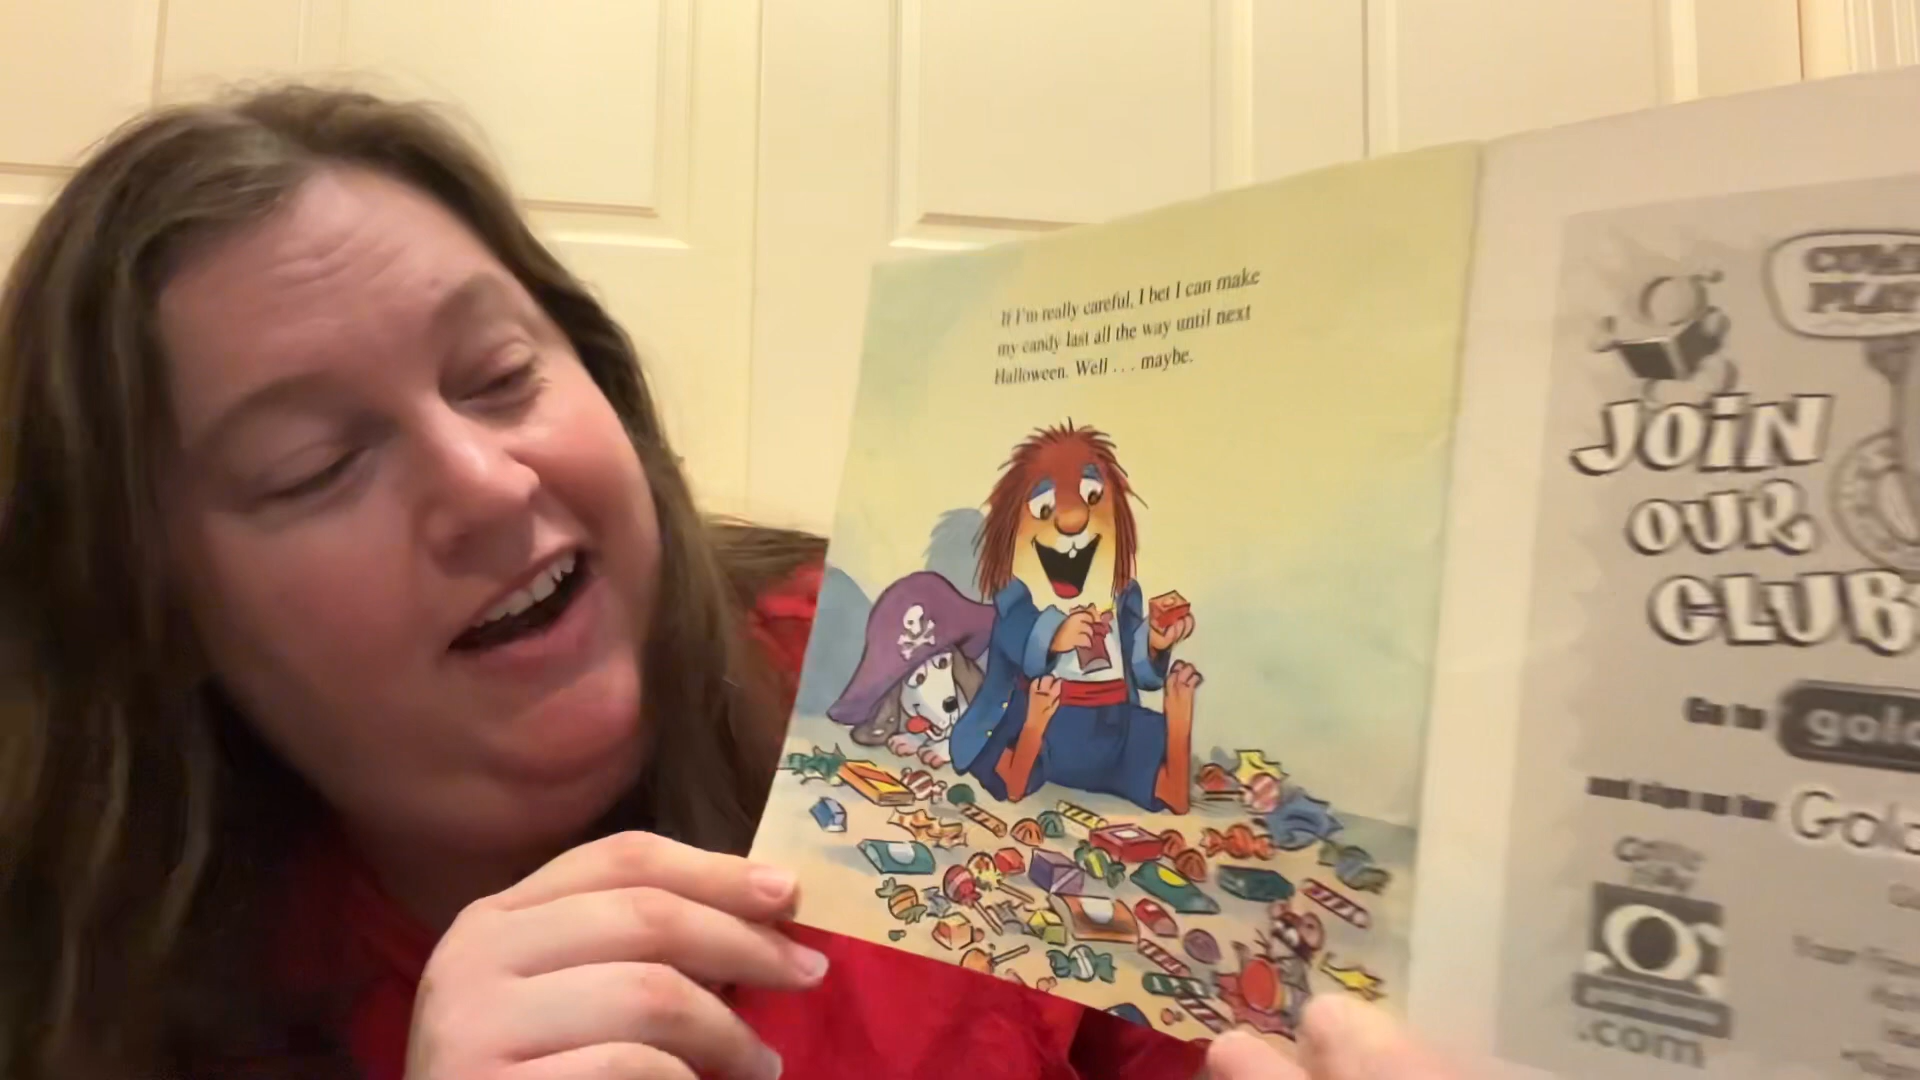 If I'm really careful, I bet I can make
my candy last all the way until next
Halloween. Well . . . maybe.
JOiN
OUR
CLUB
Go to
and sign up for
.com